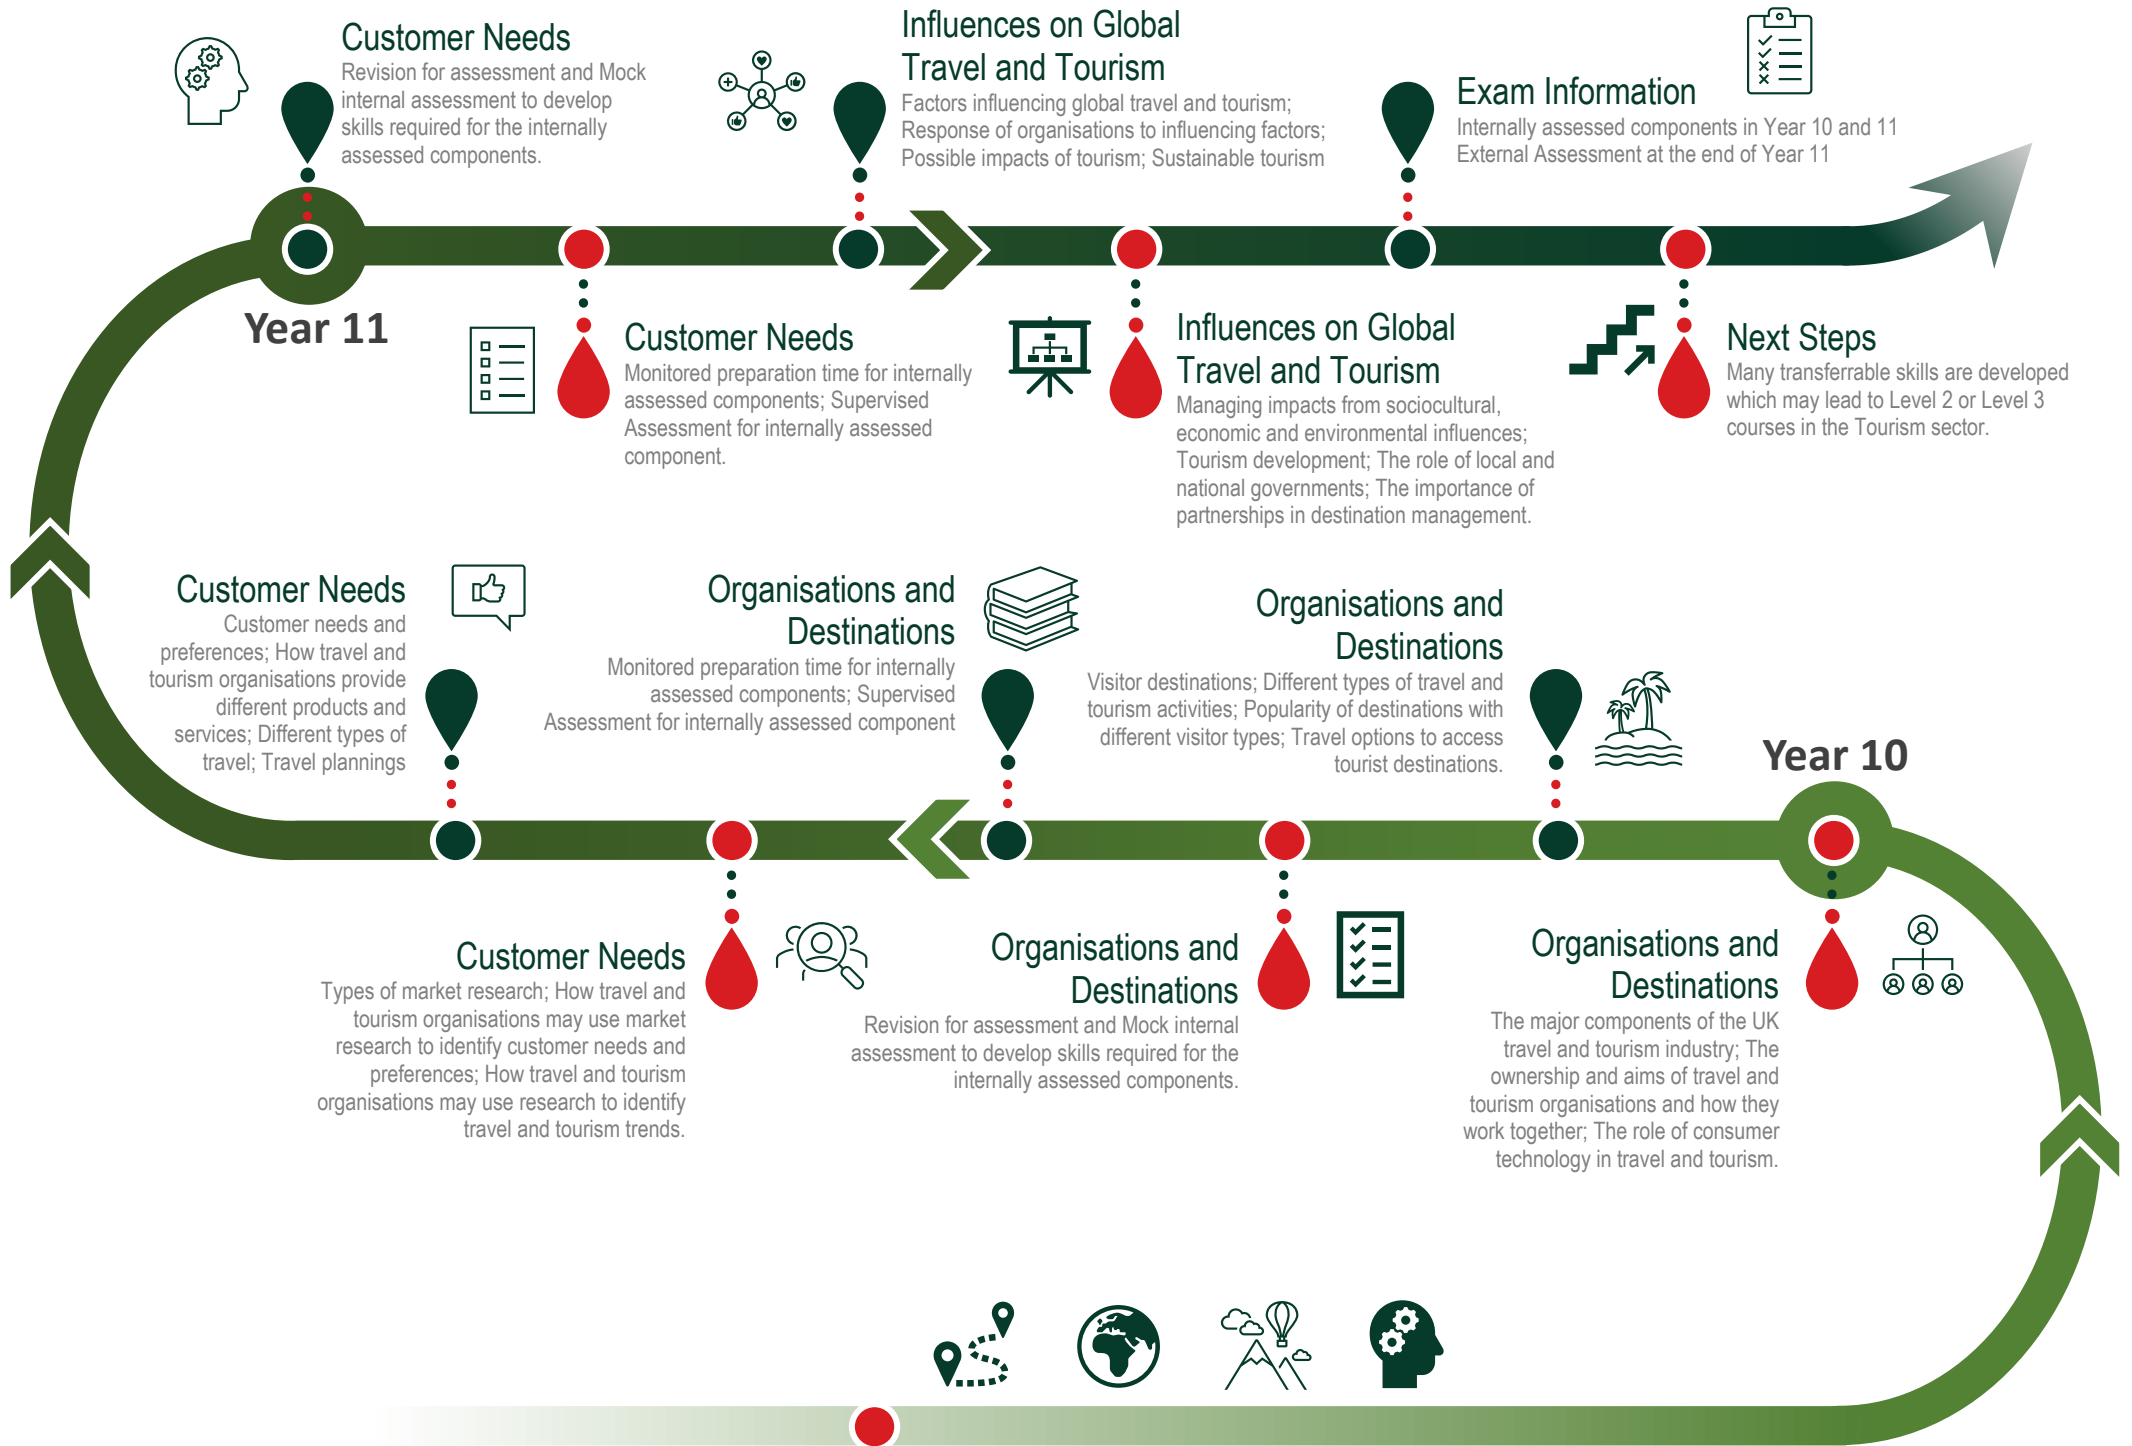 Customer Needs
Revision for assessment and Mock
internal assessment to develop
skills required for the internally
assessed components.
Influences on Global
Travel and Tourism
Factors influencing global travel and tourism;
Response of organisations to influencing factors;
Possible impacts of tourism; Sustainable tourism
Exam Information
Internally assessed components in Year 10 and 11
External Assessment at the end of Year 11
Year 11
Customer Needs
Monitored preparation time for internally
assessed components; Supervised
Assessment for internally assessed
component.
Influences on Global
Travel and Tourism
Managing impacts from sociocultural,
economic and environmental influences;
Tourism development; The role of local and
national governments; The importance of
partnerships in destination management.
Next Steps
Many transferrable skills are developed
which may lead to Level 2 or Level 3
courses in the Tourism sector.
Customer Needs
Customer needs and
preferences; How travel and
tourism organisations provide
different products and
services; Different types of
travel; Travel plannings
Organisations and
Destinations
Monitored preparation time for internally
assessed components; Supervised
Assessment for internally assessed component
Organisations and
Destinations
Visitor destinations; Different types of travel and
tourism activities; Popularity of destinations with
different visitor types; Travel options to access
tourist destinations.
Year 10
Customer Needs
Types of market research; How travel and
tourism organisations may use market
research to identify customer needs and
preferences; How travel and tourism
organisations may use research to identify
travel and tourism trends.
Organisations and
Destinations
Revision for assessment and Mock internal
assessment to develop skills required for the
internally assessed components.
Organisations and
Destinations
The major components of the UK
travel and tourism industry; The
ownership and aims of travel and
tourism organisations and how they
work together; The role of consumer
technology in travel and tourism.